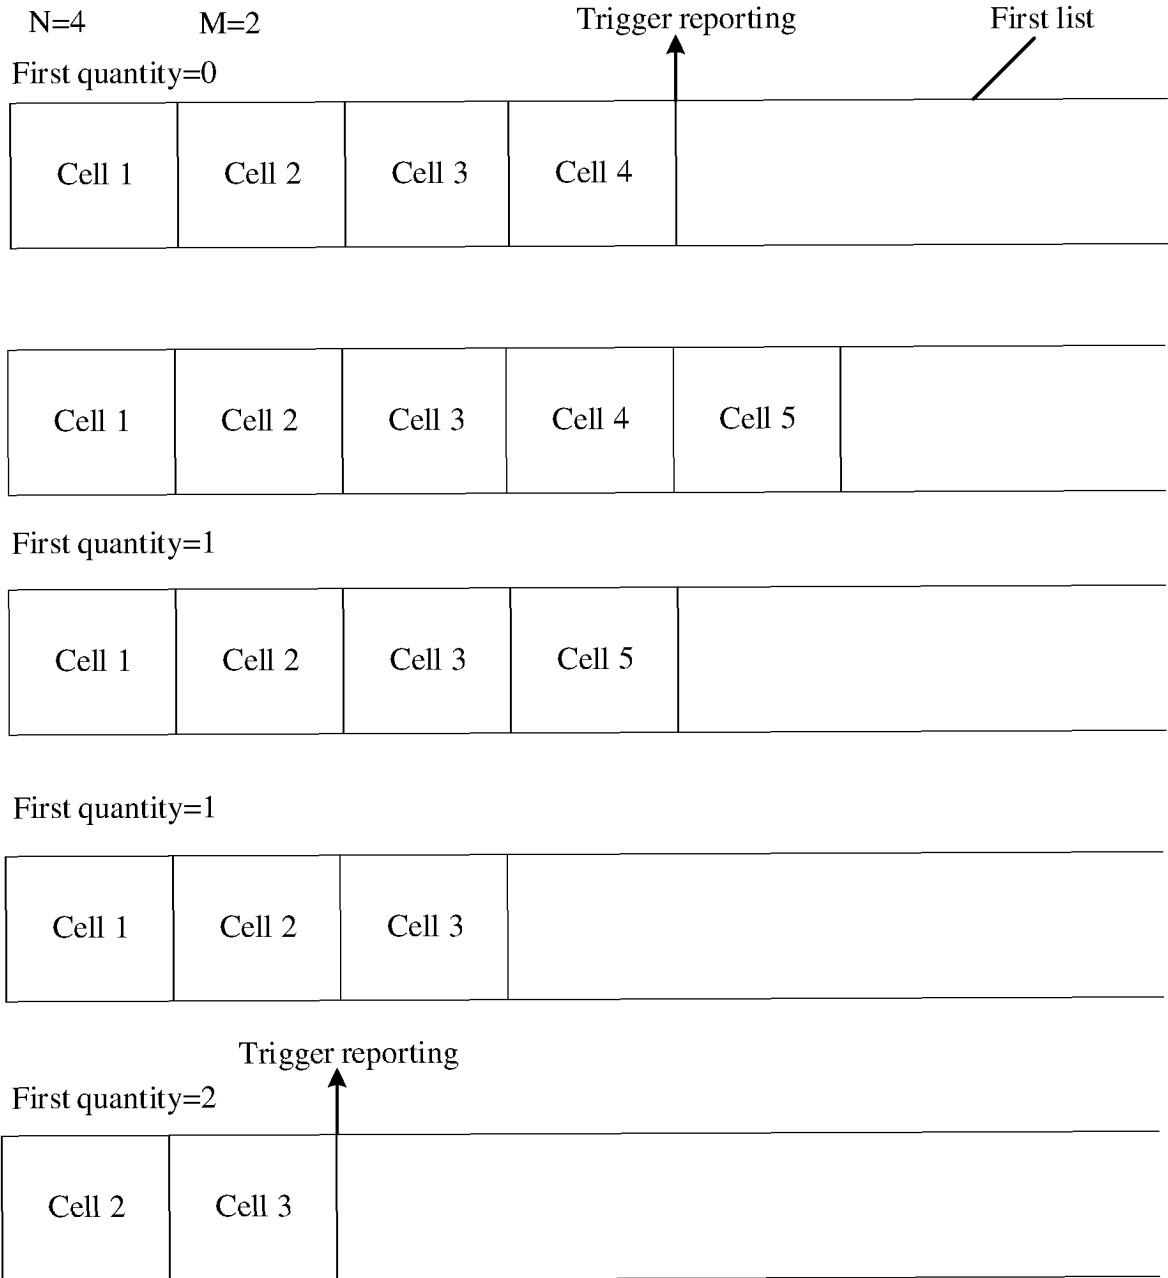 N=4 M=2 Trigger reporting First list
First quantity=0
Cell 1 Cell 2 Cell 3 Cell 4
Cell 1 Cell 2 Cell 3 Cell 4 Cell 5
First quantity=1
Cell 1 Cell 2 Cell 3 Cell 5
First quantity=1
Cell 1 Cell 2 Cell 3
Trigger reporting
First quantity=2
Cell 2 Cell 3